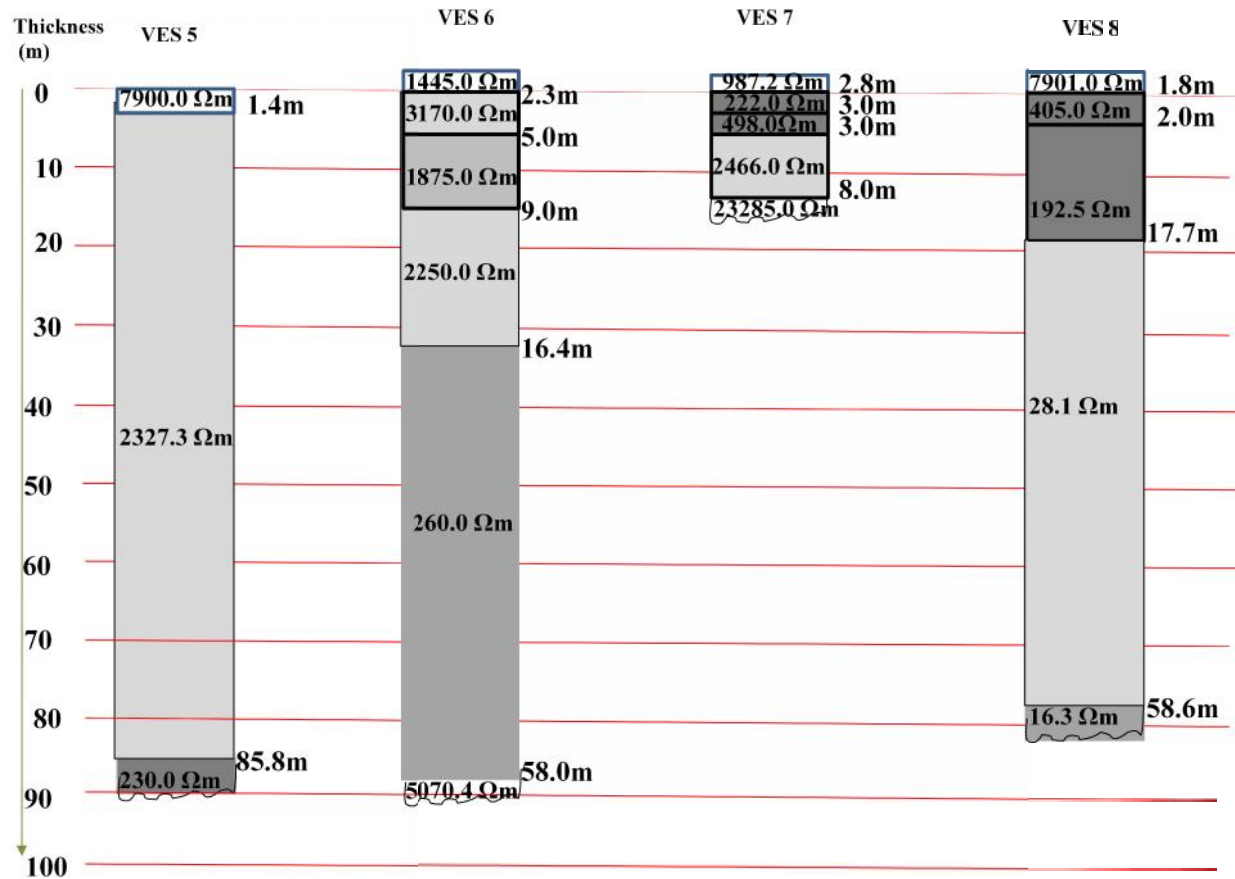 Thickness
(m)
VES 5
VES 6
VES 7
VES 8
0
10
20
30
40
50
60
70
80
90
100
7900.0 Ωm
1.4m
2327.3 Ωm
85.8m
230.0 Ωm
1445.0 Ωm
2.3m
3170.0 Ωm
5.0m
1875.0 Ωm
9.0m
2250.0 Ωm
16.4m
260.0 Ωm
58.0m
5070.4 Ωm
987.2 Ωm
2.8m
222.0 Ωm
3.0m
498.0Ωm
3.0m
2466.0 Ωm
8.0m
23285.0 Ωm
7901.0 Ωm
1.8m
405.0 Ωm
2.0m
192.5 Ωm
17.7m
28.1 Ωm
58.6m
16.3 Ωm